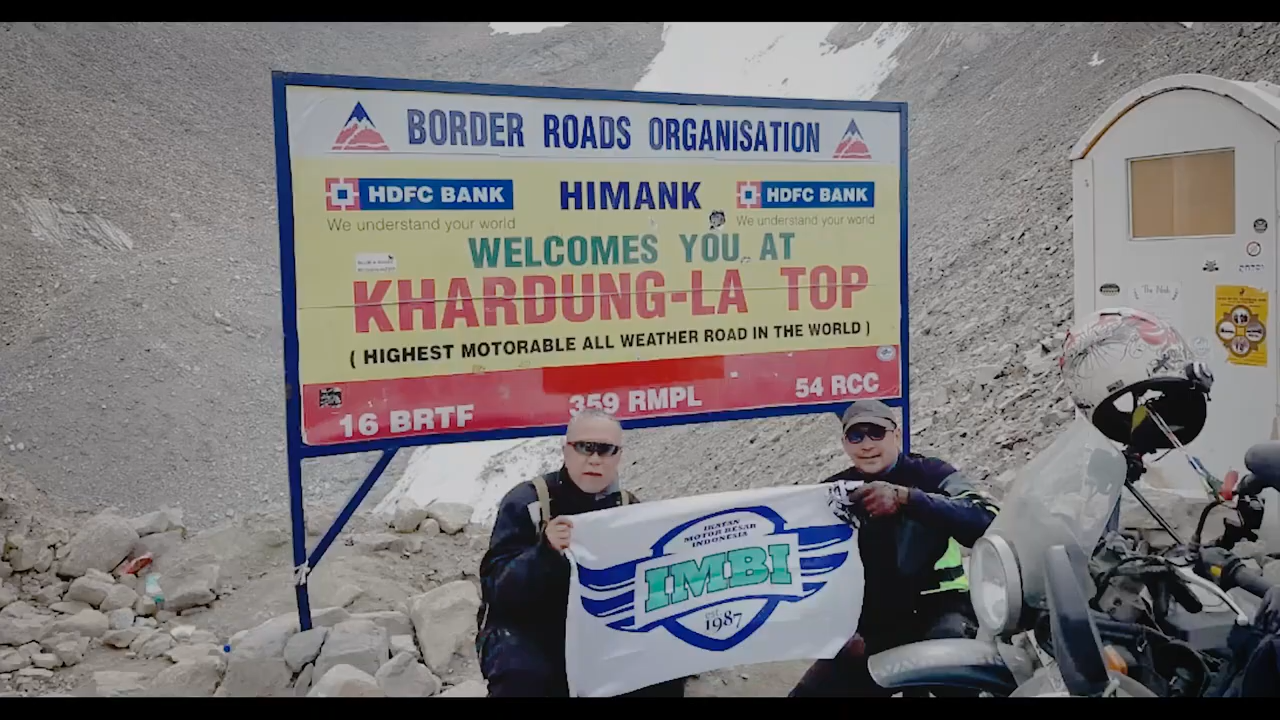 BORDER ROADS ORGANISATION
HDFC BANK HIMANK HDFC BANK
We understand your world We understand your world
WELCOMES YOU AT
KHARDUNG-LA TOP
( HIGHEST MOTORABLE ALL WEATHER ROAD IN THE WORLD )
16 BRTF 359 RMPL 54 RCC
IKATAN
MOTOR BESAR
INDONESIA
IMBI
est.
1987